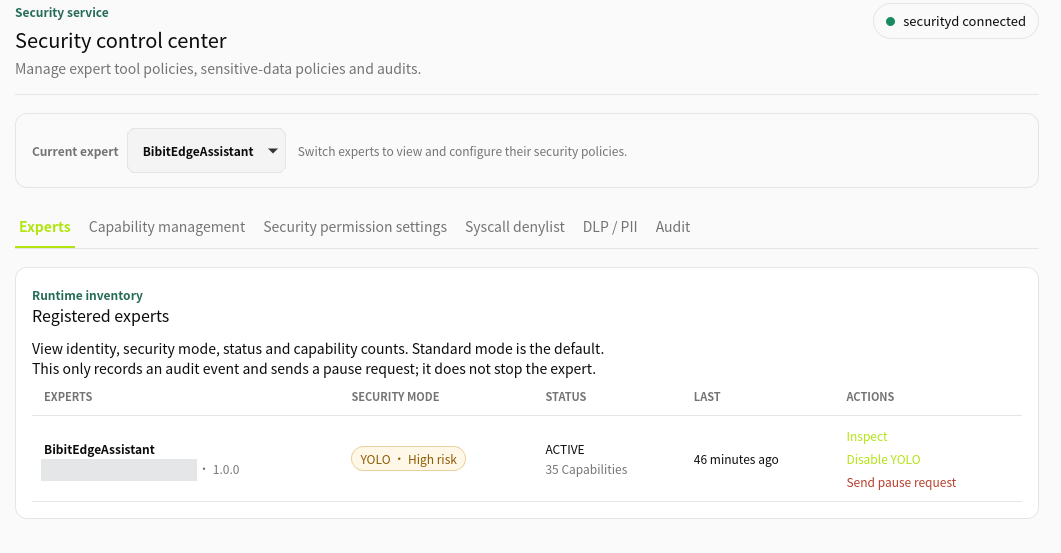 Security service
securityd connected
Security control center
Manage expert tool policies, sensitive-data policies and audits.
Current expert BibitEdgeAssistant Switch experts to view and configure their security policies.
Experts Capability management Security permission settings Syscall denylist DLP / PII Audit
Runtime inventory
Registered experts
View identity, security mode, status and capability counts. Standard mode is the default.
This only records an audit event and sends a pause request; it does not stop the expert.
EXPERTS SECURITY MODE STATUS LAST ACTIONS
BibitEdgeAssistant
· 1.0.0
YOLO · High risk
ACTIVE
35 Capabilities
46 minutes ago
Inspect
Disable YOLO
Send pause request